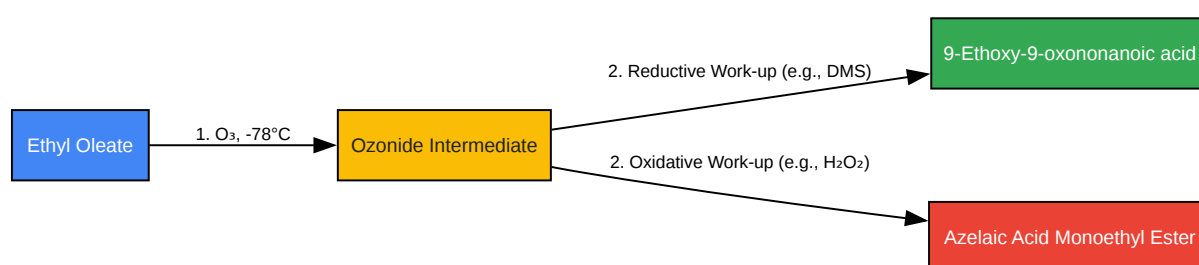 9-Ethoxy-9-oxononanoic acid
2. Reductive Work-up (e.g., DMS)
1. O₃, -78°C
Ethyl Oleate
Ozonide Intermediate
2. Oxidative Work-up (e.g., H₂O₂)
Azelaic Acid Monoethyl Ester